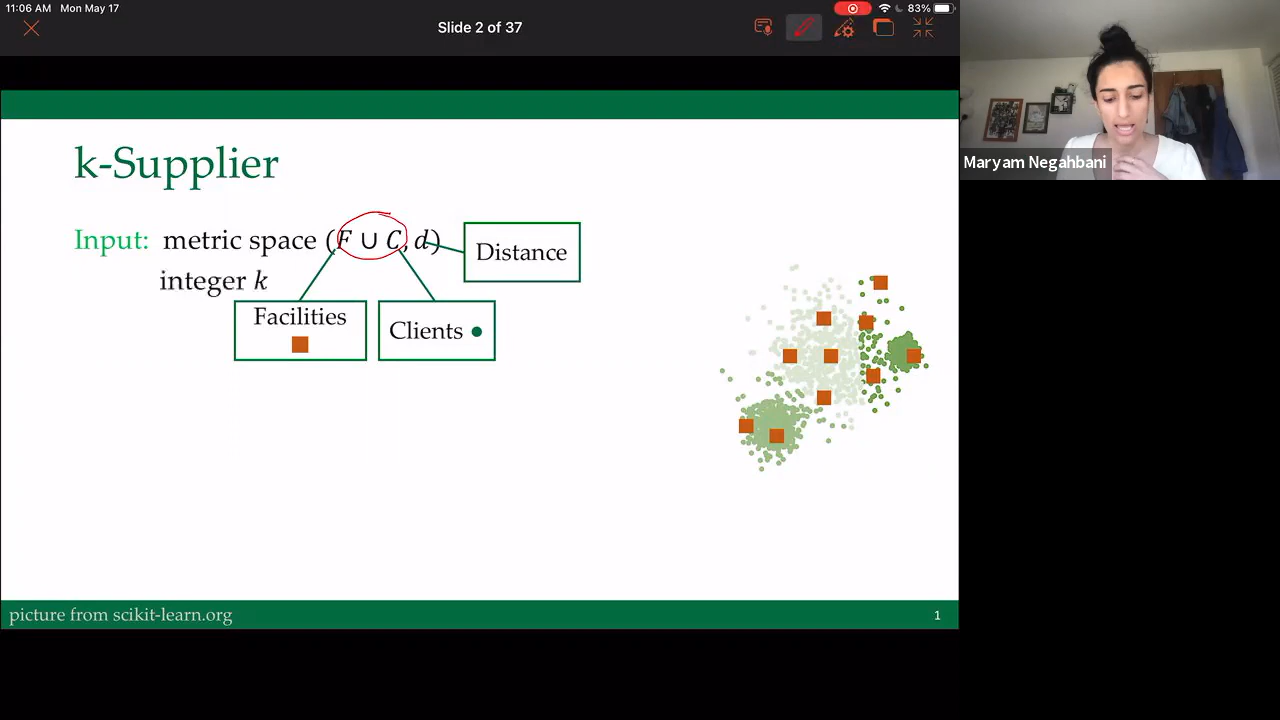 11:06 AM Mon May 17
83%
Slide 2 of 37
Maryam Negahbani
k-Supplier
Input: metric space (F ∪ C, d)
Distance
integer k
Facilities
Clients
picture from scikit-learn.org
1